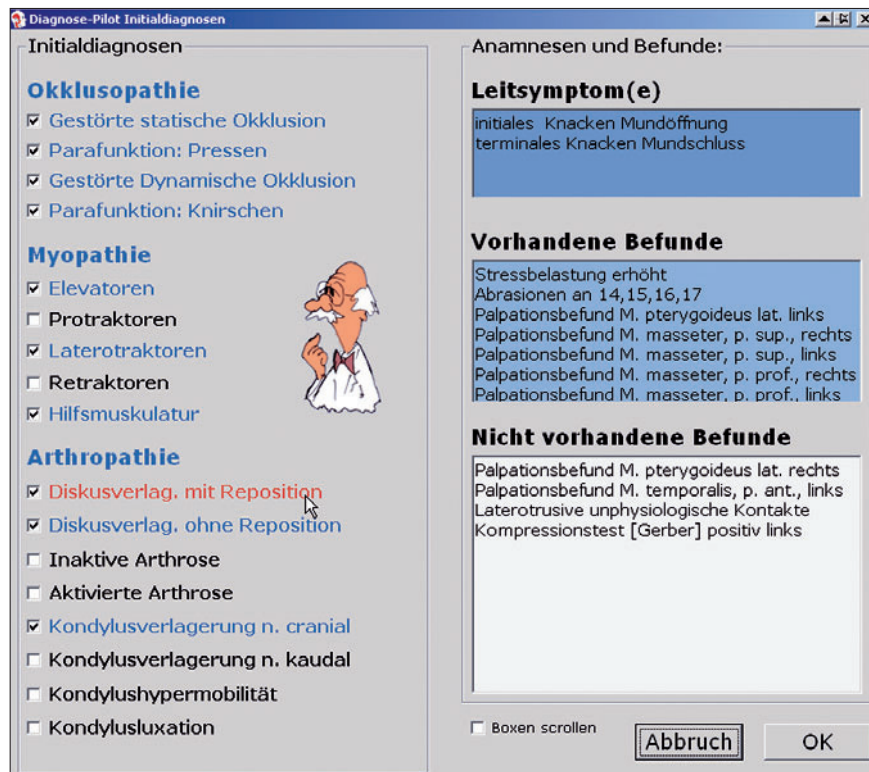 Diagnose-Pilot Initialdiagnosen
Initialdiagnosen
Okklusopathie
Gestörte statische Okklusion
Parafunktion: Pressen
Gestörte Dynamische Okklusion
Parafunktion: Knirschen
Myopathie
Elevatoren
Protraktoren
Laterotraktoren
Retraktoren
Hilfsmuskulatur
Arthropathie
Diskusverlag. mit Reposition
Diskusverlag. ohne Reposition
Inaktive Arthrose
Aktivierte Arthrose
Kondylusverlagerung n. cranial
Kondylusverlagerung n. kaudal
Kondylushypermobilität
Kondylusluxation
Anamnesen und Befunde:
Leitsymptom(e)
initiales Knacken Mundöffnung
terminales Knacken Mundschluss
Vorhandene Befunde
Stressbelastung erhöht
Abrasionen an 14,15,16,17
Palpationsbefund M. pterygoideus lat. links
Palpationsbefund M. masseter, p. sup., rechts
Palpationsbefund M. masseter, p. sup., links
Palpationsbefund M. masseter, p. prof., rechts
Palpationsbefund M. masseter, p. prof., links
Nicht vorhandene Befunde
Palpationsbefund M. pterygoideus lat. rechts
Palpationsbefund M. temporalis, p. ant., links
Laterotrusive unphysiologische Kontakte
Kompressionstest [Gerber] positiv links
Boxen scrollen
Abbruch
OK